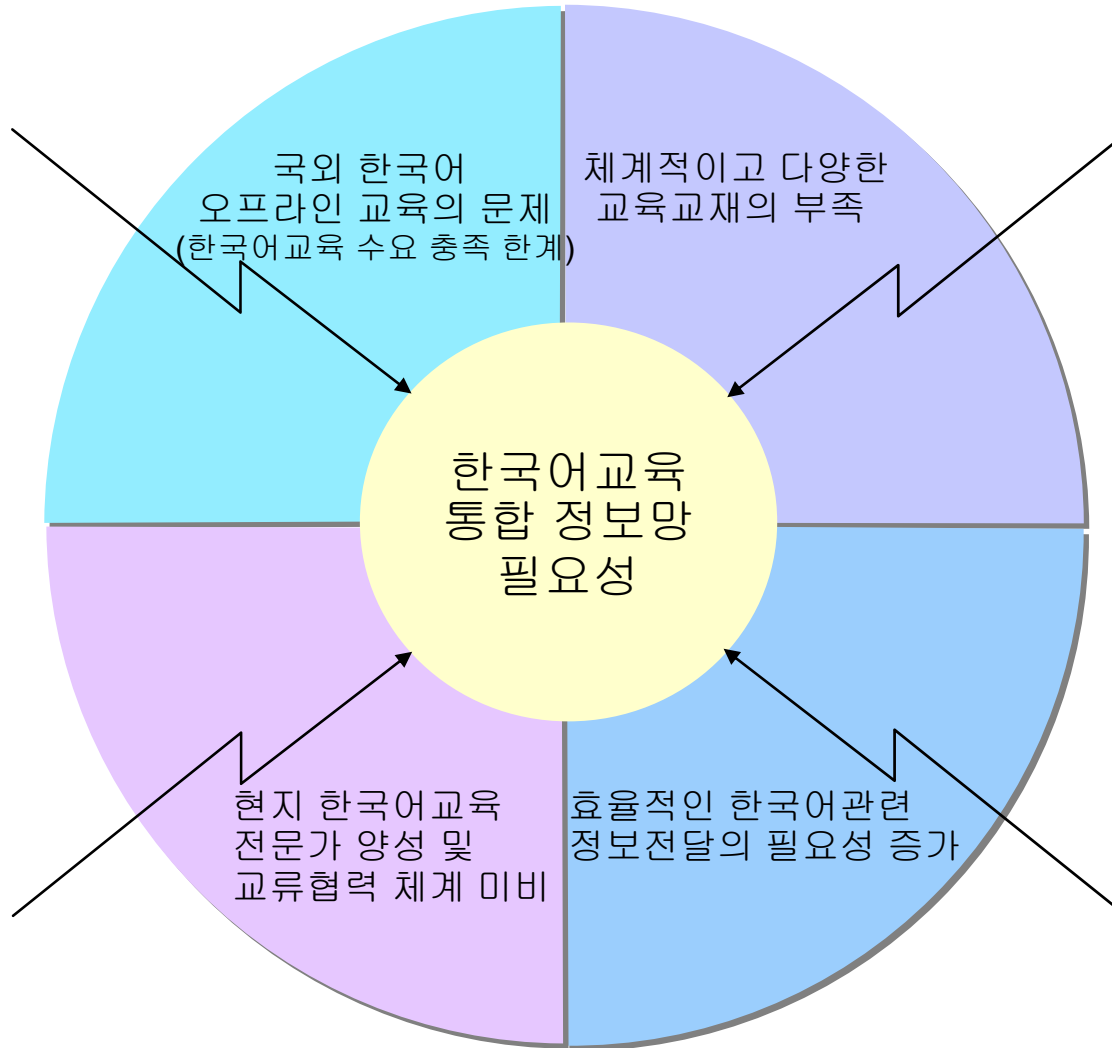 국외 한국어
오프라인 교육의 문제
(한국어교육 수요 충족 한계)
체계적이고 다양한
교육교재의 부족
한국어교육
통합 정보망
필요성
현지 한국어교육
전문가 양성 및
교류협력 체계 미비
효율적인 한국어관련
정보전달의 필요성 증가